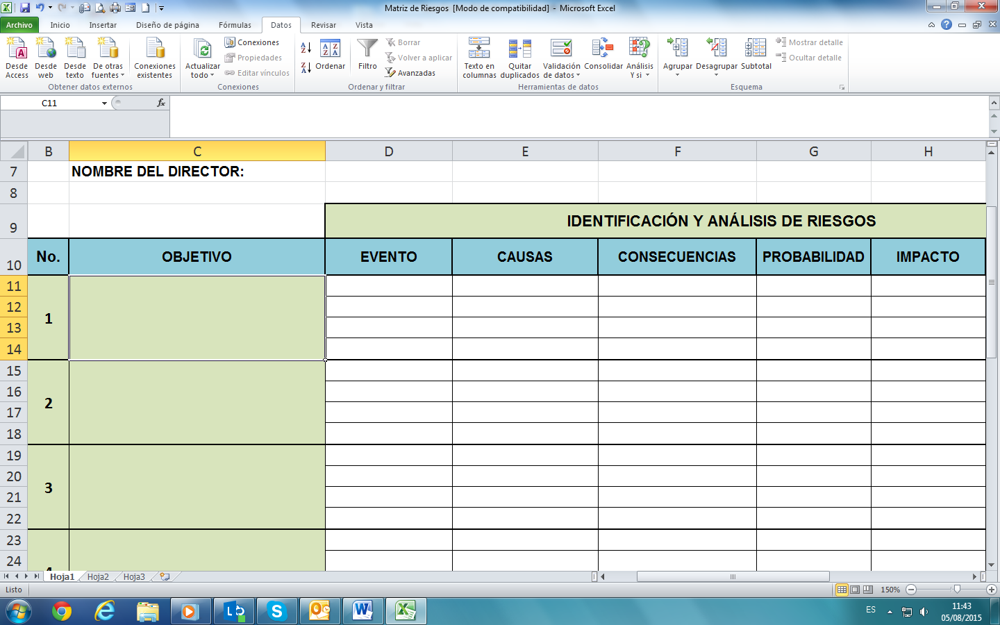 Matriz de Riesgos [Modo de compatibilidad] - Microsoft Excel
Archivo Inicio Insertar Diseño de página Fórmulas Datos Revisar Vista
Desde Access
Desde web
Desde texto
De otras fuentes
Conexiones existentes
Obtener datos externos
Actualizar todo
Conexiones
Propiedades
Editar vínculos
Conexiones
Ordenar
Filtro
Borrar
Volver a aplicar
Avanzadas
Ordenar y filtrar
Texto en columnas
Quitar duplicados
Validación de datos
Consolidar
Análisis Y si
Herramientas de datos
Agrupar
Desagrupar
Subtotal
Mostrar detalle
Ocultar detalle
Esquema
C11 fx
B C D E F G H
7 NOMBRE DEL DIRECTOR:
8
9 IDENTIFICACIÓN Y ANÁLISIS DE RIESGOS
10 No. OBJETIVO EVENTO CAUSAS CONSECUENCIAS PROBABILIDAD IMPACTO
11
12
1
13
14
15
16
2
17
18
19
20
3
21
22
23
24
Hoja1 Hoja2 Hoja3
Listo 150%
ES 11:43
05/08/2015